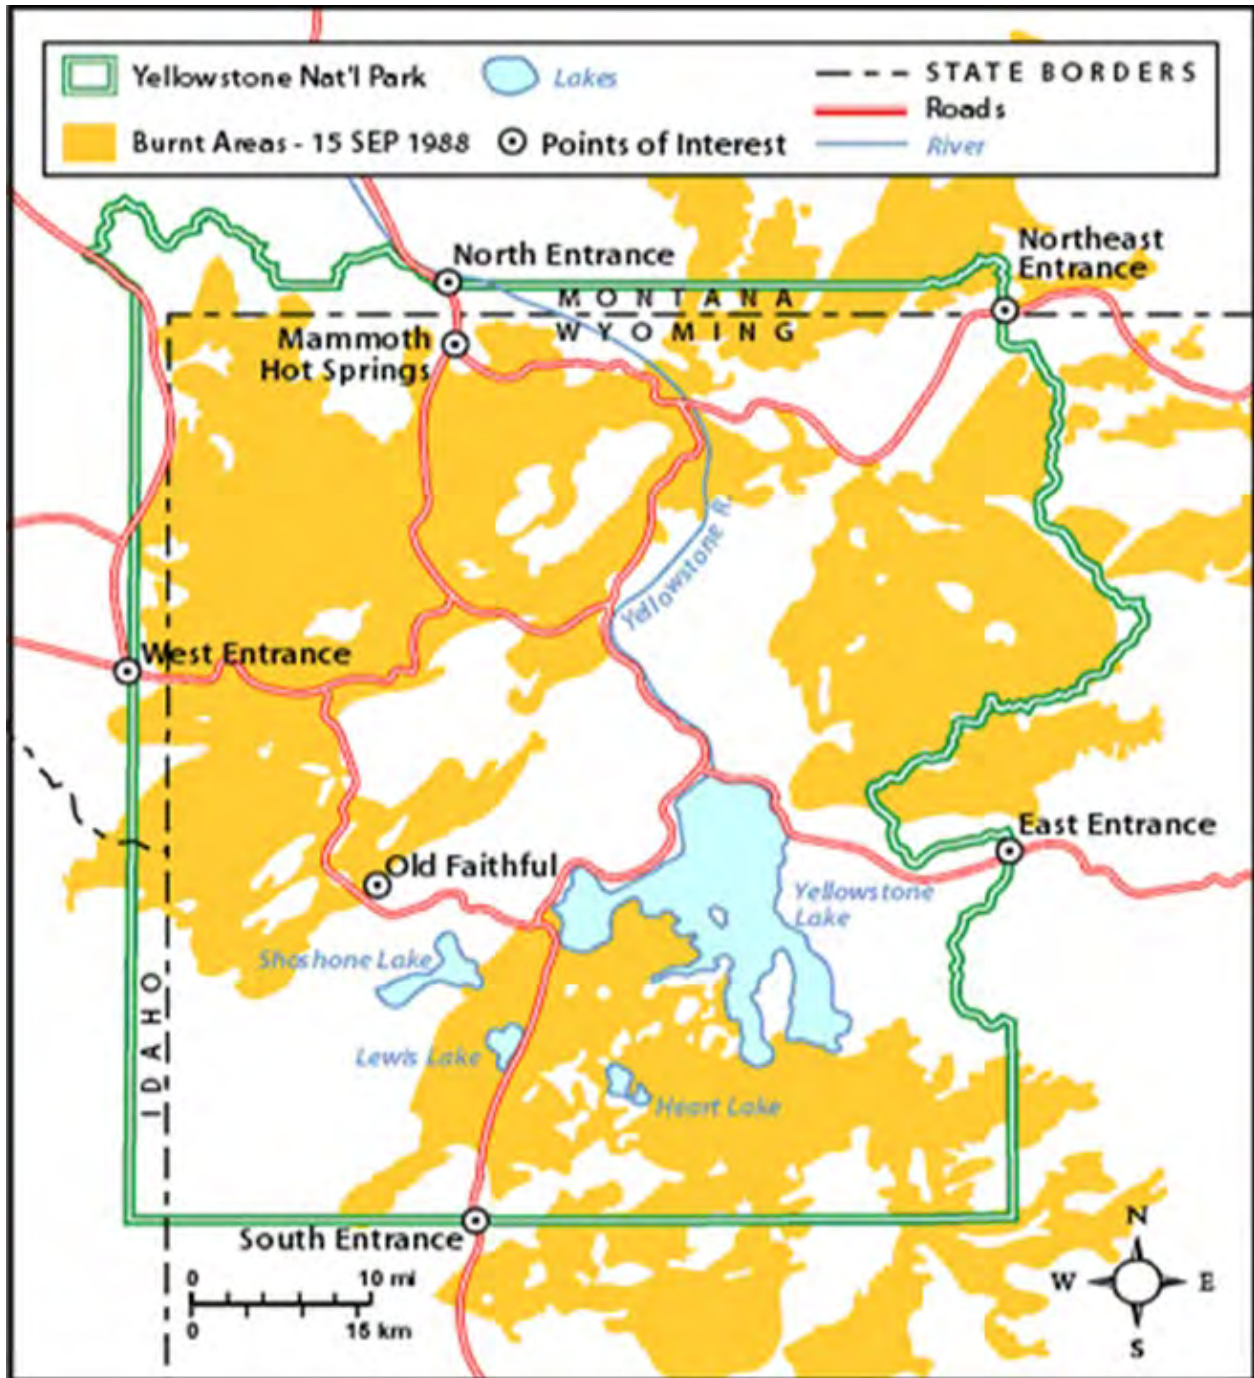 Yellowstone Nat'l Park
Lakes
STATE BORDERS
Roads
Burnt Areas - 15 SEP 1988
Points of Interest
River
North Entrance
Northeast
Entrance
MONTANA
WYOMING
Mammoth
Hot Springs
Yellowstone R.
West Entrance
East Entrance
Old Faithful
Yellowstone
Lake
Shoshone Lake
IDAHO
Lewis Lake
Heart Lake
South Entrance
N
W E
S
0 10 mi
0 15 km